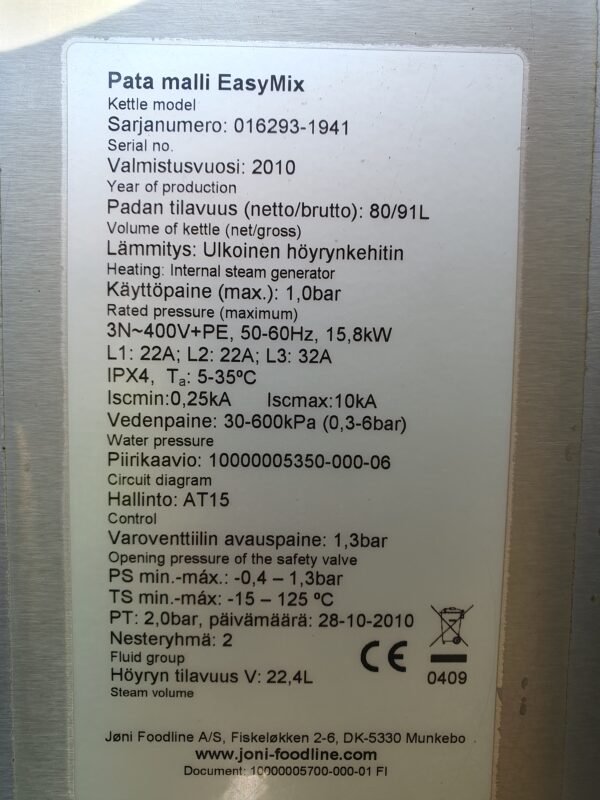 Pata malli EasyMix
Kettle model
Sarjanumero: 016293-1941
Serial no.
Valmistusvuosi: 2010
Year of production
Padan tilavuus (netto/brutto): 80/91L
Volume of kettle (net/gross)
Lämmitys: Ulkoinen höyrynkehitin
Heating: Internal steam generator
Käyttöpaine (max.): 1,0bar
Rated pressure (maximum)
3N~400V+PE, 50-60Hz, 15,8kW
L1: 22A; L2: 22A; L3: 32A
IPX4, Ta: 5-35ºC
Iscmin:0,25kA Iscmax:10kA
Vedenpaine: 30-600kPa (0,3-6bar)
Water pressure
Piirikaavio: 10000005350-000-06
Circuit diagram
Hallinto: AT15
Control
Varoventtiilin avauspaine: 1,3bar
Opening pressure of the safety valve
PS min.-máx.: -0,4 – 1,3bar
TS min.-máx: -15 – 125 ºC
PT: 2,0bar, päivämäärä: 28-10-2010
Nesteryhmä: 2
Fluid group
CE
0409
Höyryn tilavuus V: 22,4L
Steam volume
Jøni Foodline A/S, Fiskeløkken 2-6, DK-5330 Munkebo
www.joni-foodline.com
Document: 10000005700-000-01 FI